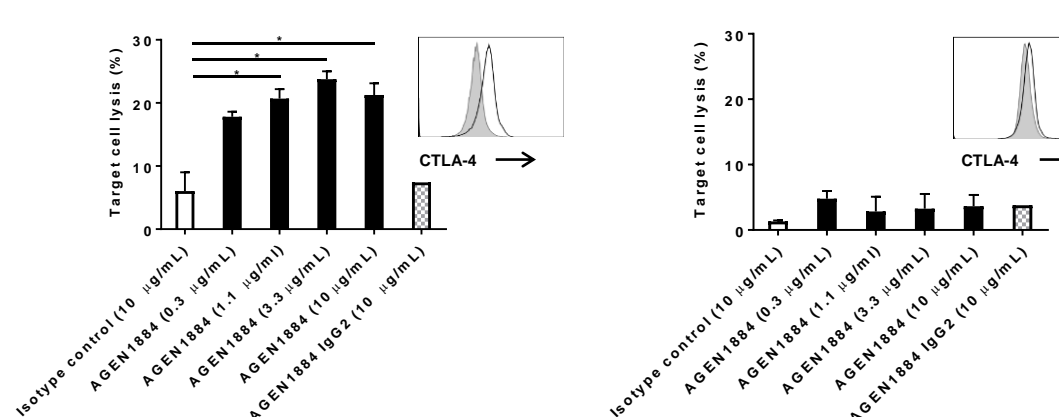 Target cell lysis (%)
30
20
10
0
*
*
*
CTLA-4
Isotype control (10 μg/mL)
AGEN1884 (0.3 μg/mL)
AGEN1884 (1.1 μg/ml)
AGEN1884 (3.3 μg/mL)
AGEN1884 (10 μg/mL)
AGEN1884 IgG2 (10 μg/mL)
Target cell lysis (%)
30
20
10
0
CTLA-4
Isotype control (10 μg/mL)
AGEN1884 (0.3 μg/mL)
AGEN1884 (1.1 μg/ml)
AGEN1884 (3.3 μg/mL)
AGEN1884 (10 μg/mL)
AGEN1884 IgG2 (10 μg/mL)